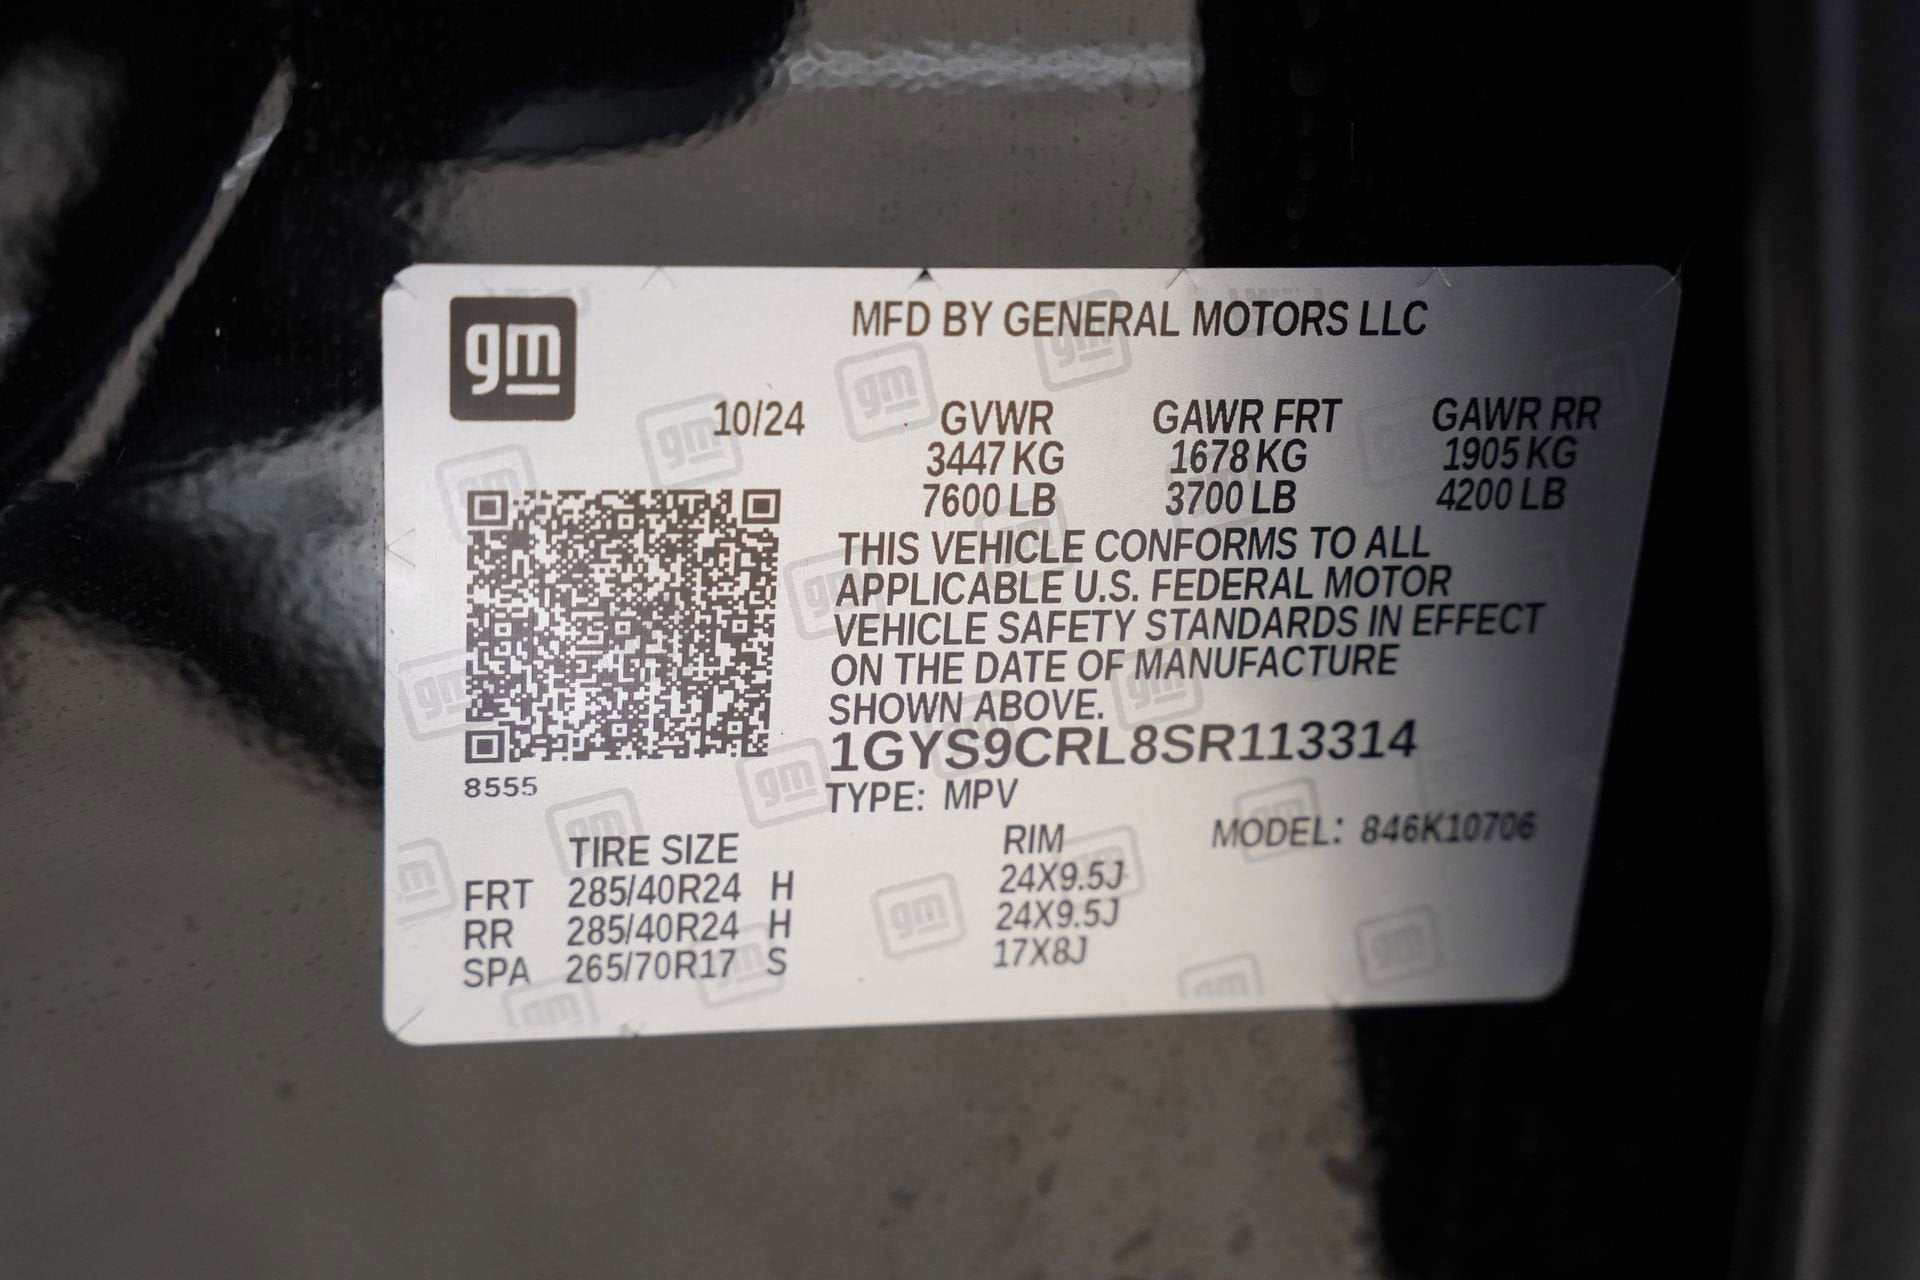 gm
MFD BY GENERAL MOTORS LLC
10/24 GVWR GAWR FRT GAWR RR
3447 KG 1678 KG 1905 KG
7600 LB 3700 LB 4200 LB
THIS VEHICLE CONFORMS TO ALL
APPLICABLE U.S. FEDERAL MOTOR
VEHICLE SAFETY STANDARDS IN EFFECT
ON THE DATE OF MANUFACTURE
SHOWN ABOVE.
1GYS9CRL8SR113314
8555
TYPE: MPV
MODEL: 846K10706
TIRE SIZE RIM
FRT 285/40R24 H 24X9.5J
RR 285/40R24 H 24X9.5J
SPA 265/70R17 S 17X8J